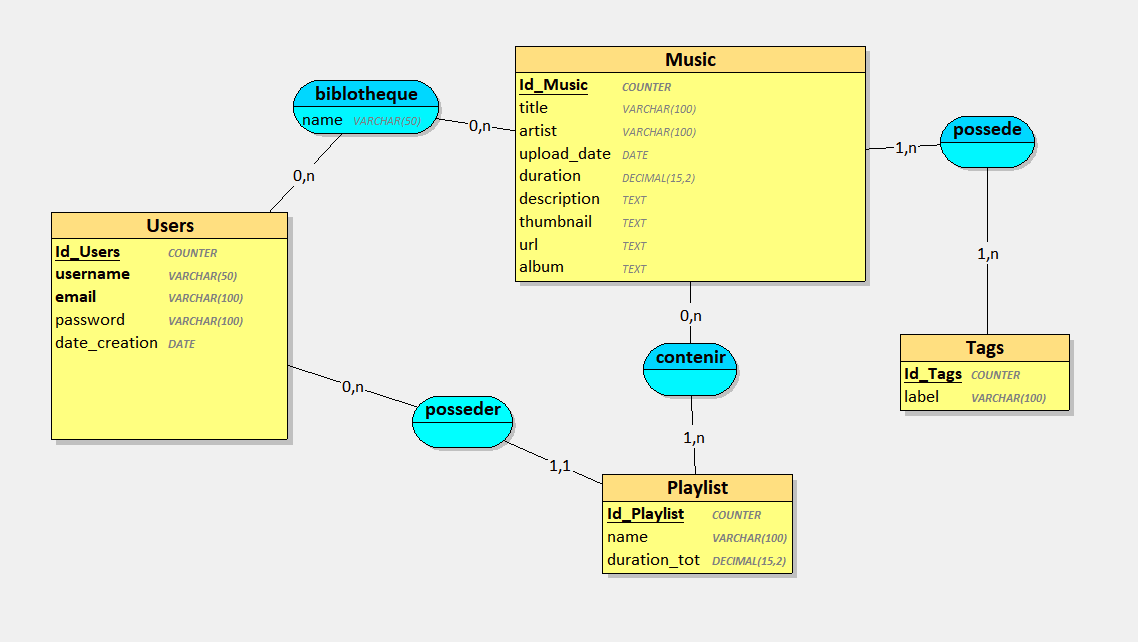 Music
Id_Music COUNTER
title VARCHAR(100)
artist VARCHAR(100)
upload_date DATE
duration DECIMAL(15,2)
description TEXT
thumbnail TEXT
url TEXT
album TEXT
biblotheque
name VARCHAR(50)
0,n
0,n
possede
1,n
1,n
Users
Id_Users COUNTER
username VARCHAR(50)
email VARCHAR(100)
password VARCHAR(100)
date_creation DATE
0,n
contenir
1,n
Tags
Id_Tags COUNTER
label VARCHAR(100)
0,n
posseder
1,1
Playlist
Id_Playlist COUNTER
name VARCHAR(100)
duration_tot DECIMAL(15,2)